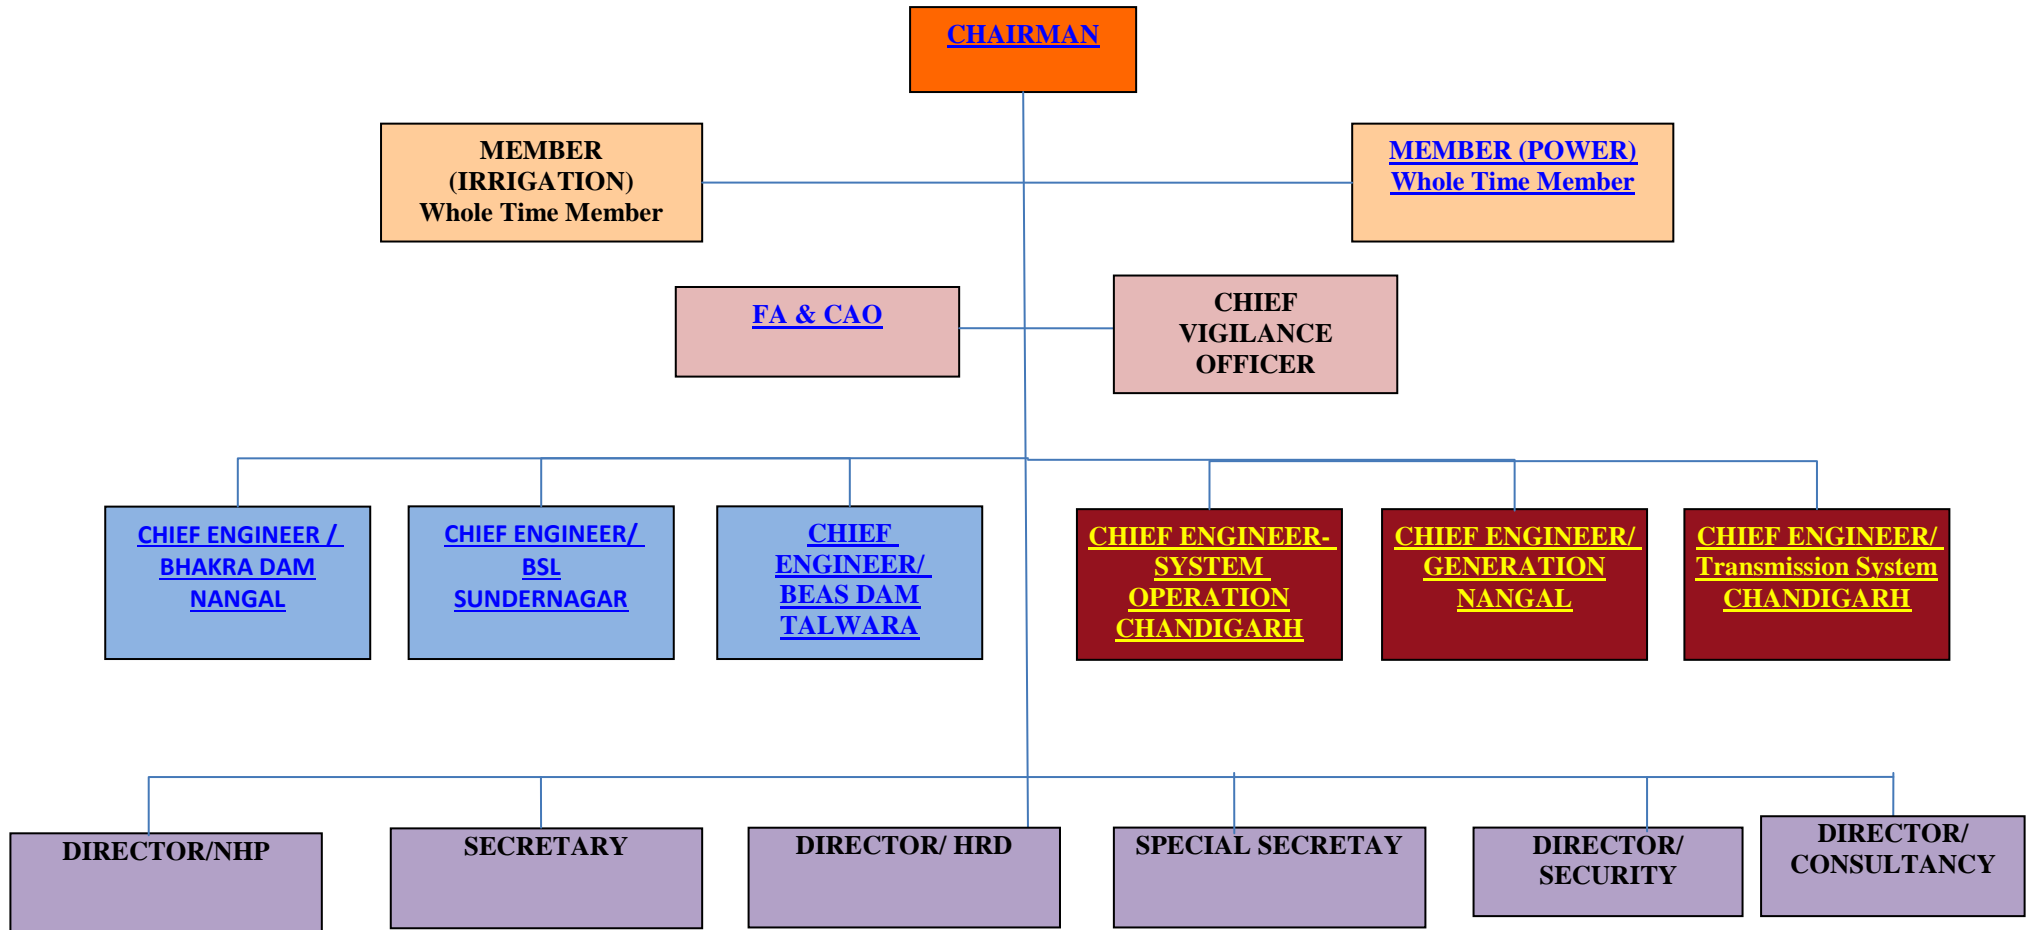 CHAIRMAN
MEMBER
(IRRIGATION)
Whole Time Member
MEMBER (POWER)
Whole Time Member
FA & CAO
CHIEF
VIGILANCE
OFFICER
CHIEF ENGINEER /
BHAKRA DAM
NANGAL
CHIEF ENGINEER/
BSL
SUNDERNAGAR
CHIEF
ENGINEER/
BEAS DAM
TALWARA
CHIEF ENGINEER-
SYSTEM
OPERATION
CHANDIGARH
CHIEF ENGINEER/
GENERATION
NANGAL
CHIEF ENGINEER/
Transmission System
CHANDIGARH
DIRECTOR/NHP
SECRETARY
DIRECTOR/ HRD
SPECIAL SECRETAY
DIRECTOR/
SECURITY
DIRECTOR/
CONSULTANCY